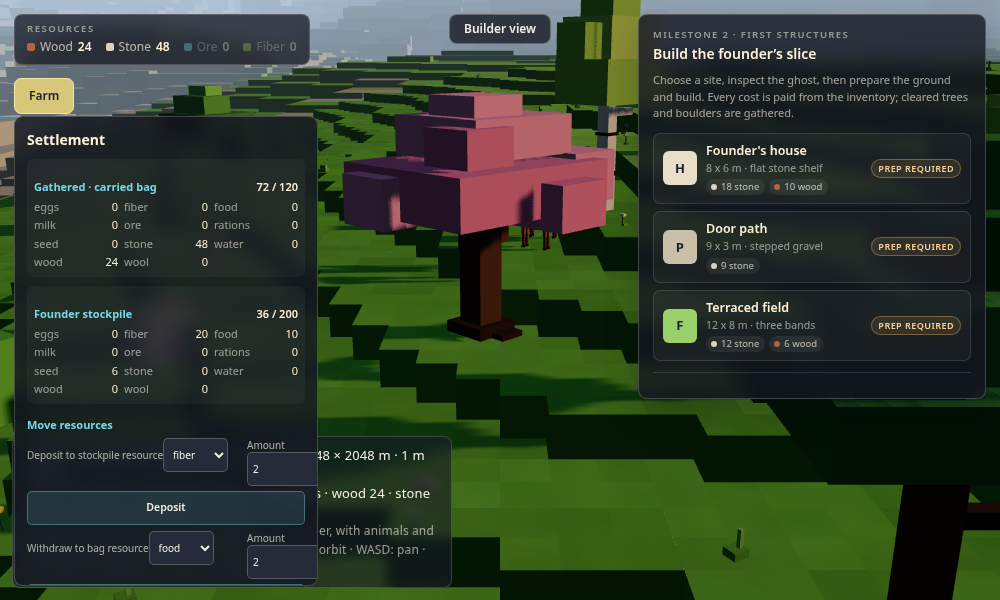 RESOURCES
Wood 24 Stone 48 Ore 0 Fiber 0
Builder view
Farm
Settlement
Gathered · carried bag 72 / 120
eggs 0 fiber 0 food 0
milk 0 ore 0 rations 0
seed 0 stone 48 water 0
wood 24 wool 0
Founder stockpile 36 / 200
eggs 0 fiber 20 food 10
milk 0 ore 0 rations 0
seed 6 stone 0 water 0
wood 0 wool 0
Move resources
Deposit to stockpile resource fiber Amount
2
Deposit
Withdraw to bag resource food Amount
2
48 × 2048 m · 1 m
· wood 24 · stone
er, with animals and
orbit · WASD: pan ·
MILESTONE 2 · FIRST STRUCTURES
Build the founder's slice
Choose a site, inspect the ghost, then prepare the ground
and build. Every cost is paid from the inventory; cleared trees
and boulders are gathered.
H
Founder's house
8 x 6 m · flat stone shelf
18 stone 10 wood
PREP REQUIRED
P
Door path
9 x 3 m · stepped gravel
9 stone
PREP REQUIRED
F
Terraced field
12 x 8 m · three bands
12 stone 6 wood
PREP REQUIRED